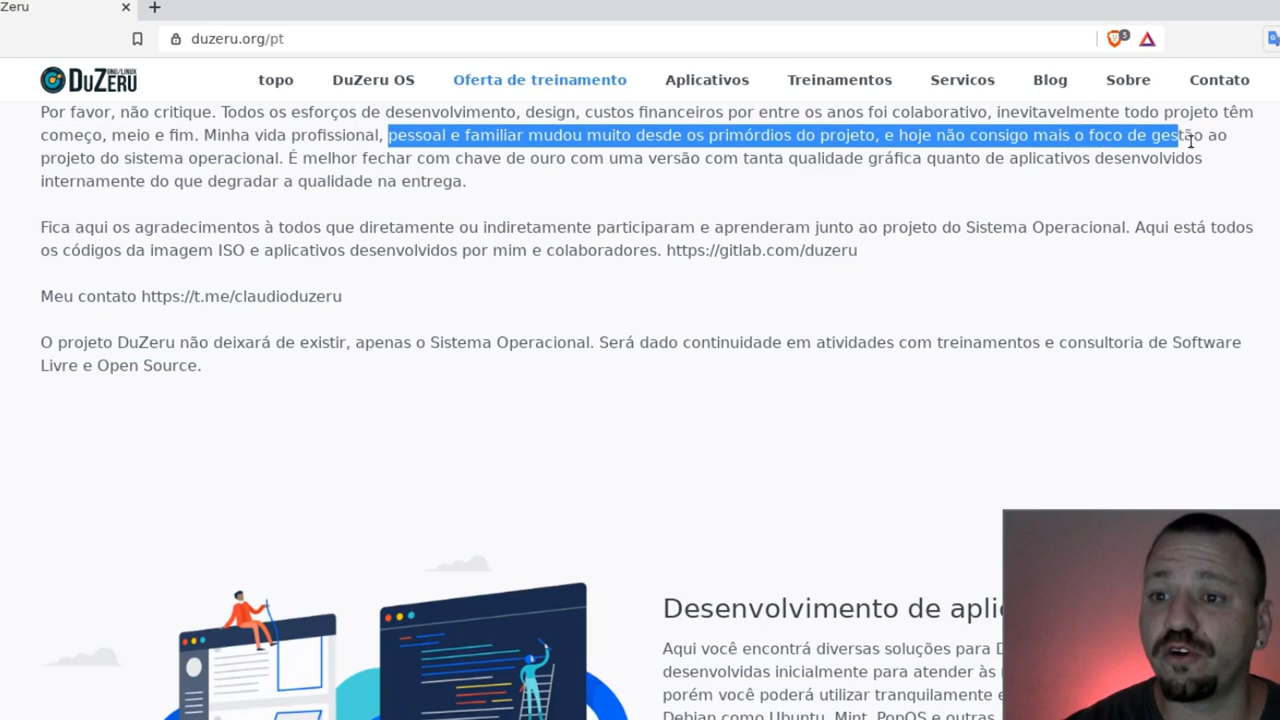 Zeru
duzeru.org/pt
5
DUZERU GNU/LINUX
topo DuZeru OS Oferta de treinamento Aplicativos Treinamentos Servicos Blog Sobre Contato
Por favor, não critique. Todos os esforços de desenvolvimento, design, custos financeiros por entre os anos foi colaborativo, inevitavelmente todo projeto têm
começo, meio e fim. Minha vida profissional, pessoal e familiar mudou muito desde os primórdios do projeto, e hoje não consigo mais o foco de gestão ao
projeto do sistema operacional. É melhor fechar com chave de ouro com uma versão com tanta qualidade gráfica quanto de aplicativos desenvolvidos
internamente do que degradar a qualidade na entrega.
Fica aqui os agradecimentos à todos que diretamente ou indiretamente participaram e aprenderam junto ao projeto do Sistema Operacional. Aqui está todos
os códigos da imagem ISO e aplicativos desenvolvidos por mim e colaboradores. https://gitlab.com/duzeru
Meu contato https://t.me/claudioduzeru
O projeto DuZeru não deixará de existir, apenas o Sistema Operacional. Será dado continuidade em atividades com treinamentos e consultoria de Software
Livre e Open Source.
Desenvolvimento de aplic
Aqui você encontrá diversas soluções para D
desenvolvidas inicialmente para atender às
porém você poderá utilizar tranquilamente e
Debian como Ubuntu, Mint, PopOS e outras